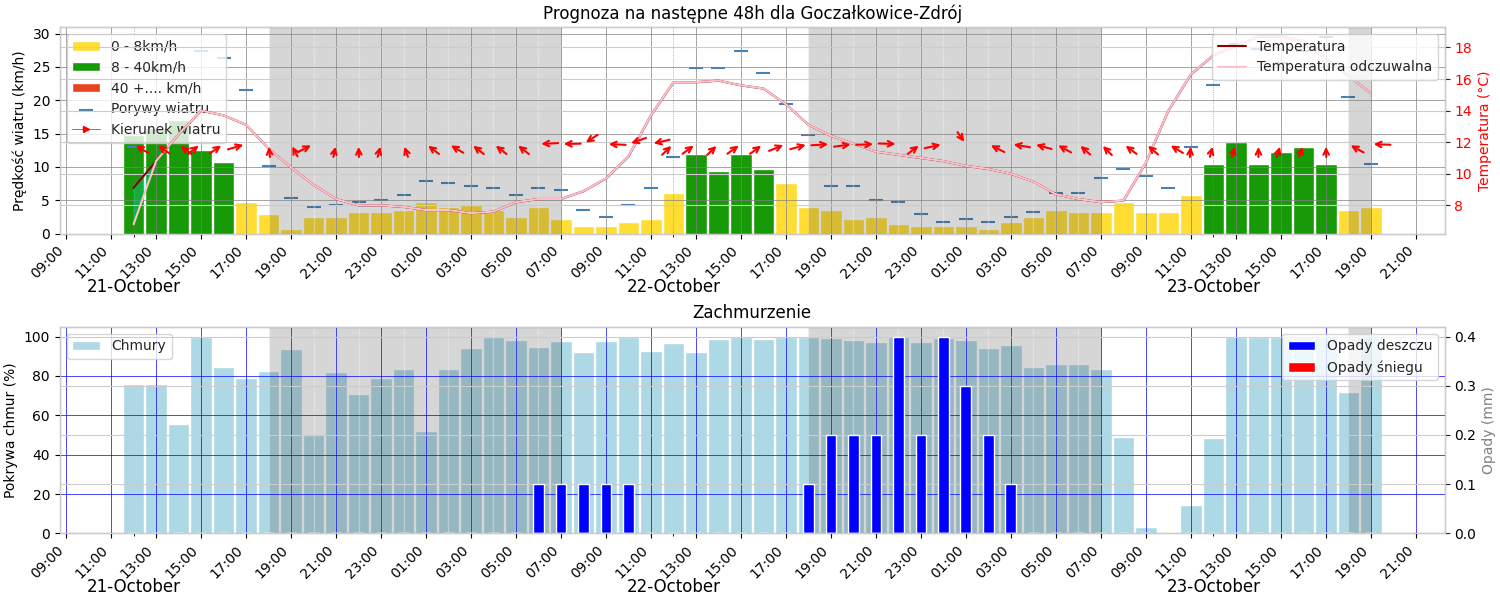 Prognoza na następne 48h dla Goczałkowice-Zdrój
Prędkość wiatru (km/h)
30
25
20
15
10
5
0
0 - 8km/h
8 - 40km/h
40 +.... km/h
Porywy wiatru
Kierunek wiatru
Temperatura
Temperatura odczuwalna
18
16
14
12
10
8
Temperatura (°C)
09:00 11:00 13:00 15:00 17:00 19:00 21:00 23:00 01:00 03:00 05:00 07:00 09:00 11:00 13:00 15:00 17:00 19:00 21:00 23:00 01:00 03:00 05:00 07:00 09:00 11:00 13:00 15:00 17:00 19:00 21:00
21-October 22-October 23-October
Zachmurzenie
Pokrywa chmur (%)
100
80
60
40
20
0
Chmury
Opady deszczu
Opady śniegu
0.4
0.3
0.2
0.1
0.0
Opady (mm)
09:00 11:00 13:00 15:00 17:00 19:00 21:00 23:00 01:00 03:00 05:00 07:00 09:00 11:00 13:00 15:00 17:00 19:00 21:00 23:00 01:00 03:00 05:00 07:00 09:00 11:00 13:00 15:00 17:00 19:00 21:00
21-October 22-October 23-October